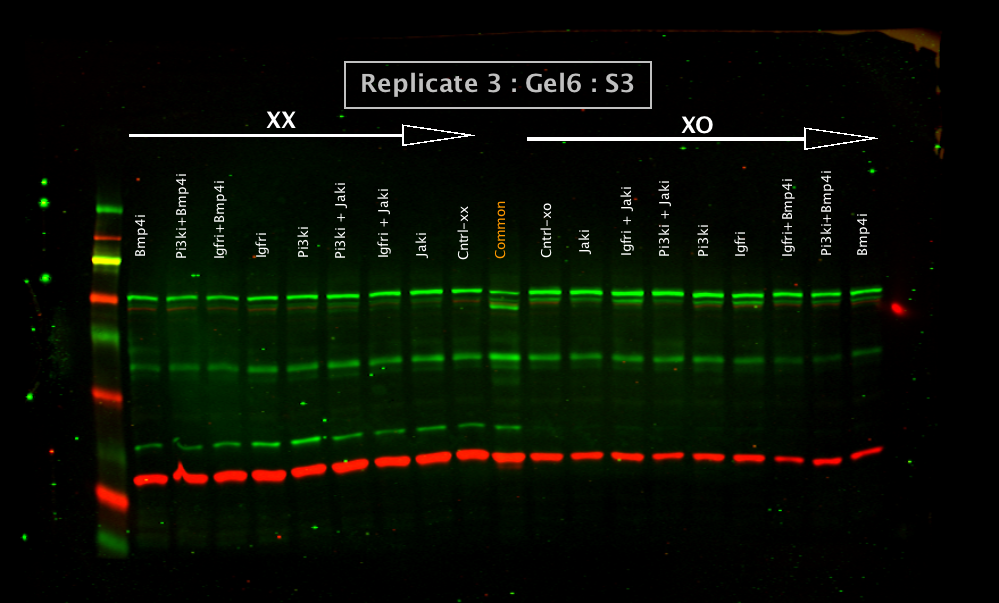 Replicate 3 : Gel6 : S3
XX
XO
Bmp4i
Pi3ki+Bmp4i
Igfri+Bmp4i
Igfri
Pi3ki
Pi3ki + Jaki
Igfri + Jaki
Jaki
Cntrl-xx
Common
Cntrl-xo
Jaki
Igfri + Jaki
Pi3ki + Jaki
Pi3ki
Igfri
Igfri+Bmp4i
Pi3ki+Bmp4i
Bmp4i